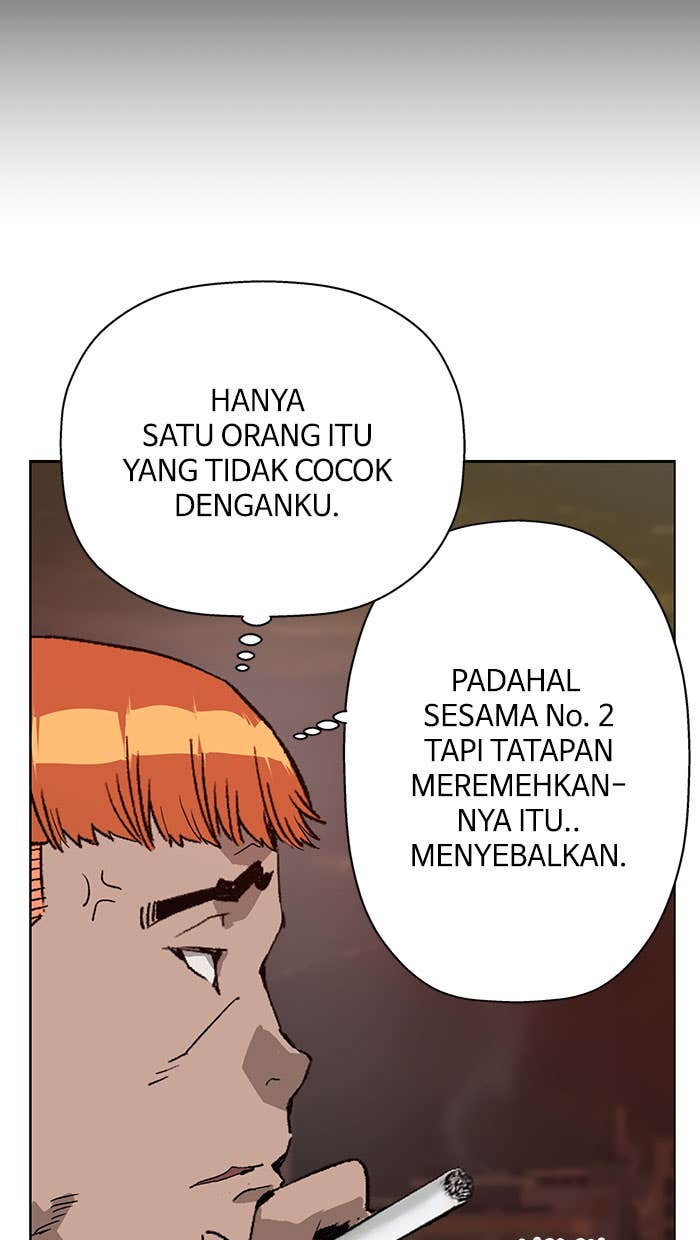 HANYA
SATU ORANG ITU
YANG TIDAK COCOK
DENGANKU.
PADAHAL
SESAMA No. 2
TAPI TATAPAN
MEREMEHKAN-
NYA ITU..
MENYEBALKAN.